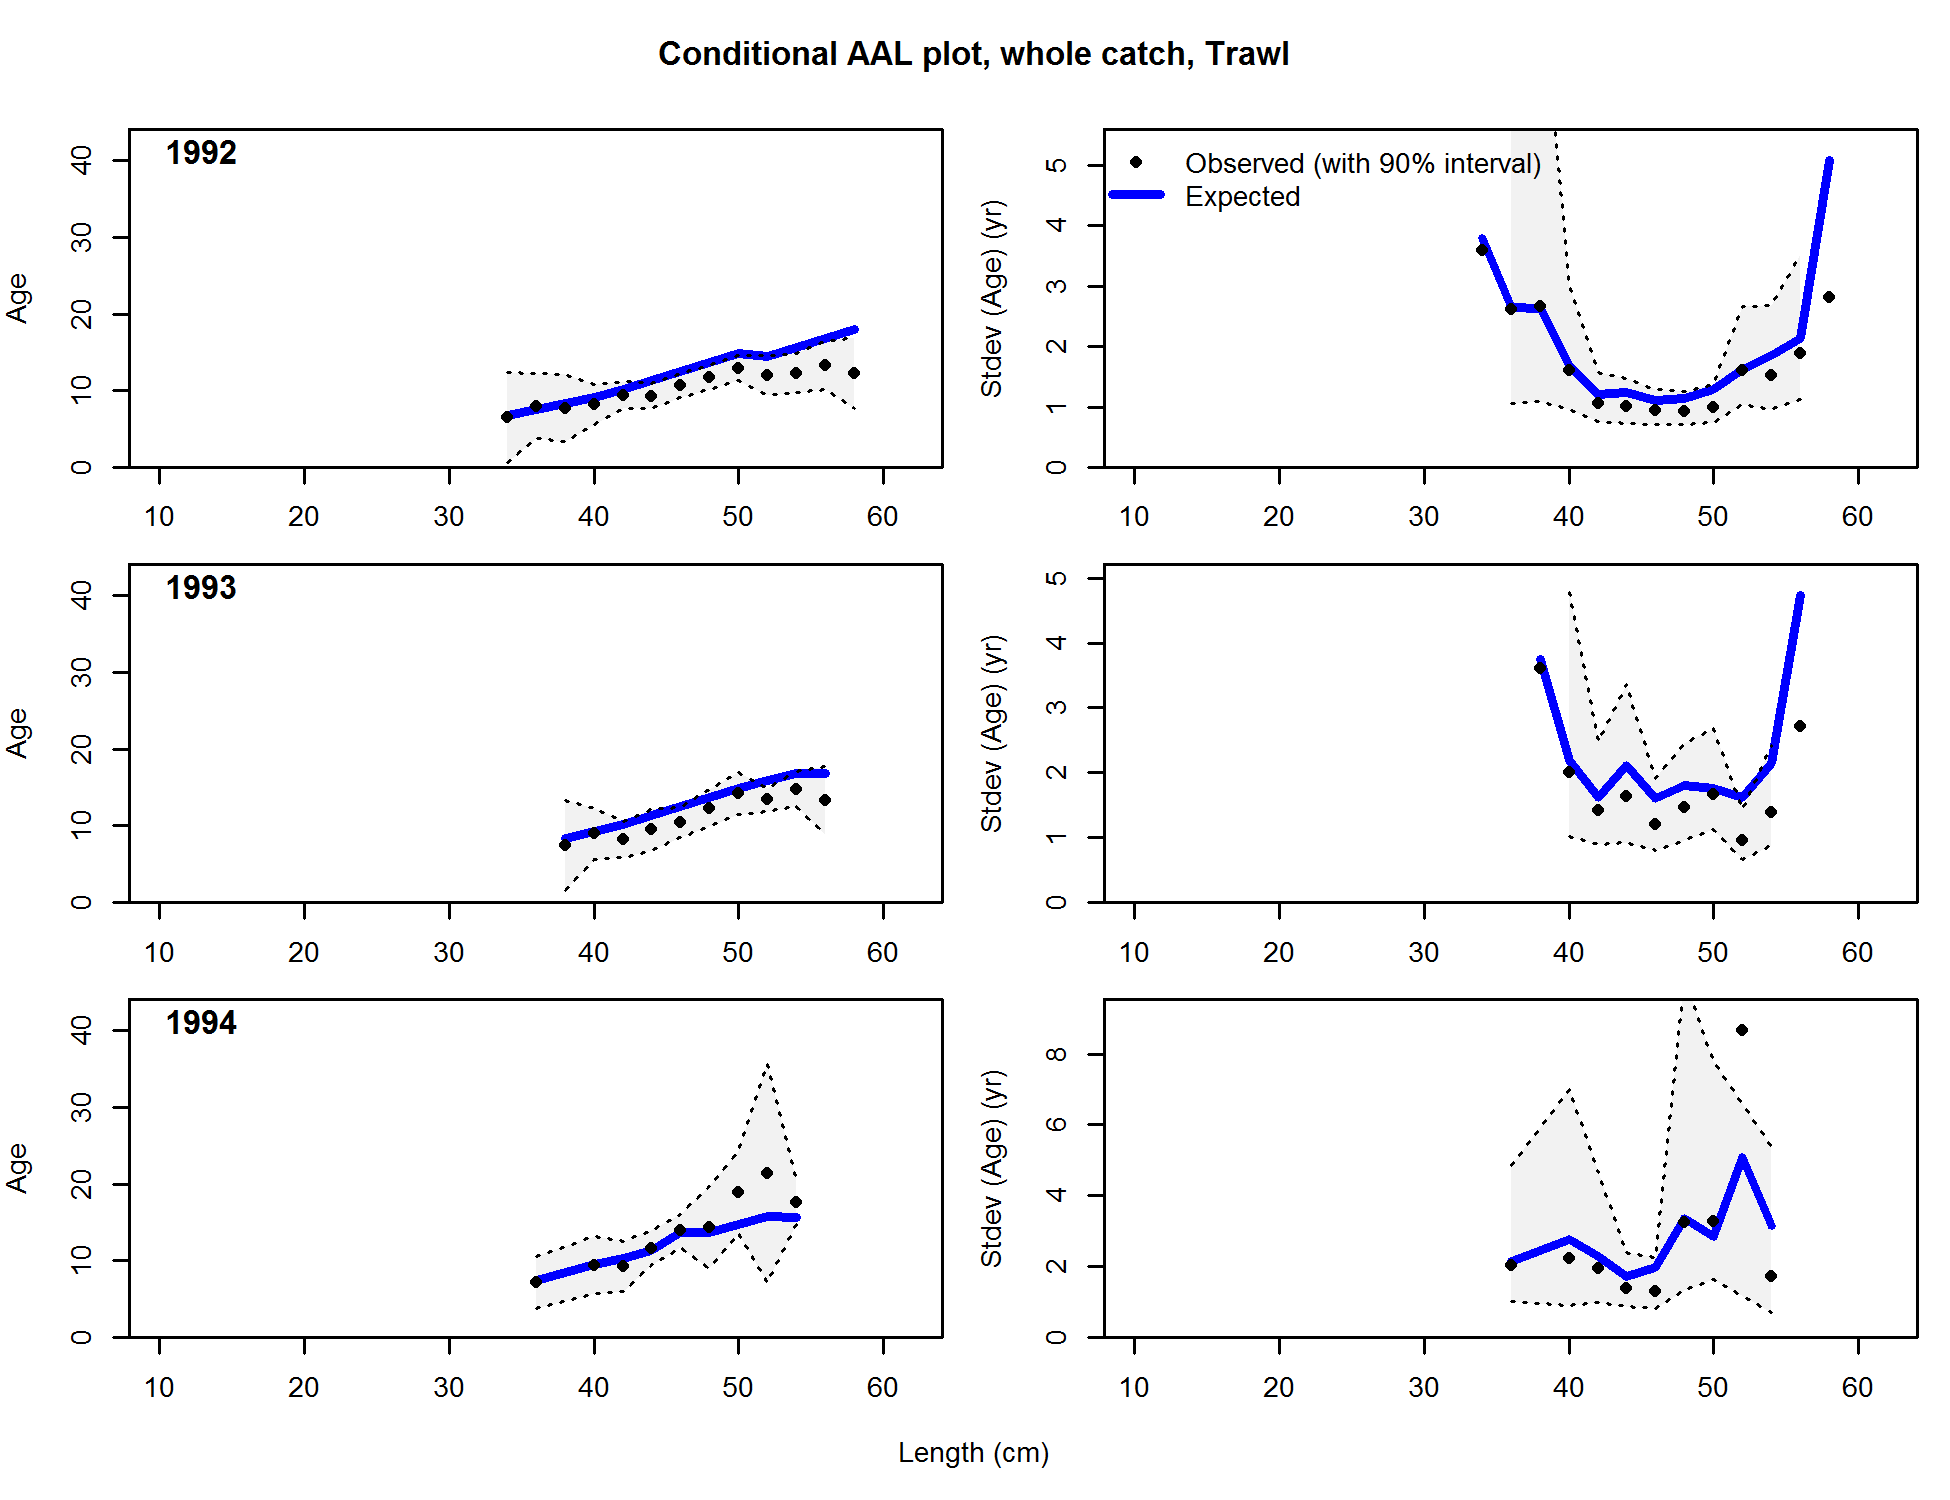 Conditional AAL plot, whole catch, Trawl
1992
Age
0 10 20 30 40
10 20 30 40 50 60
Observed (with 90% interval)
Expected
Stdev (Age) (yr)
0 1 2 3 4 5
10 20 30 40 50 60
1993
Age
0 10 20 30 40
10 20 30 40 50 60
Stdev (Age) (yr)
0 1 2 3 4 5
10 20 30 40 50 60
1994
Age
0 10 20 30 40
10 20 30 40 50 60
Stdev (Age) (yr)
0 2 4 6 8
10 20 30 40 50 60
Length (cm)